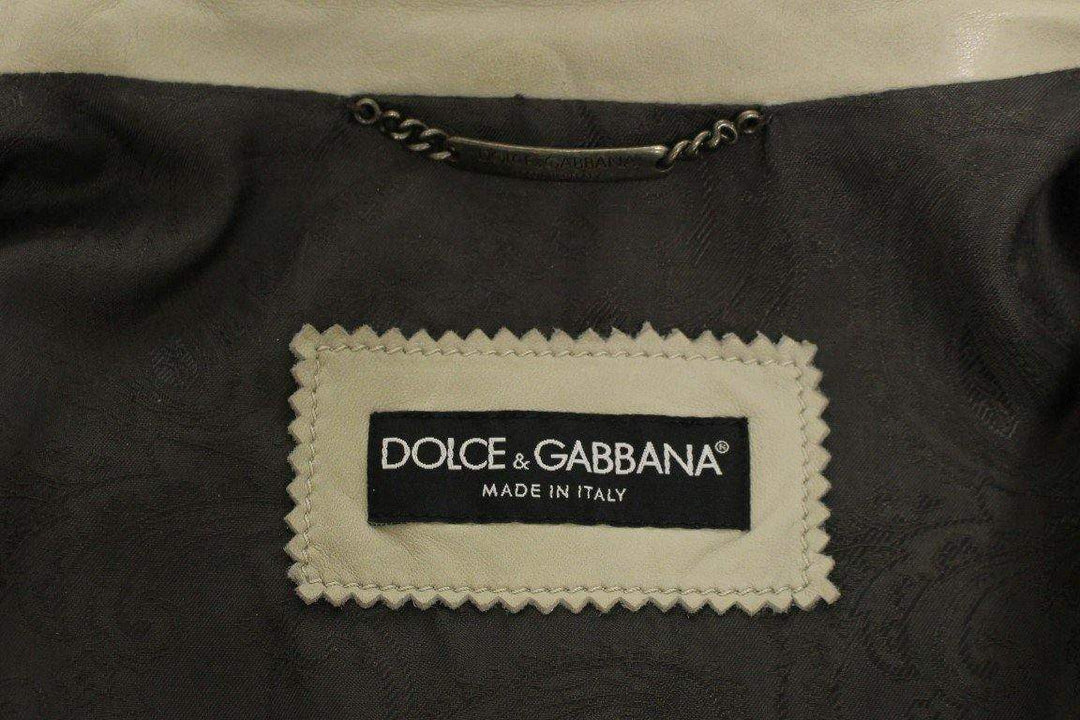 DOLCE & GABBANA
DOLCE & GABBANA®
MADE IN ITALY